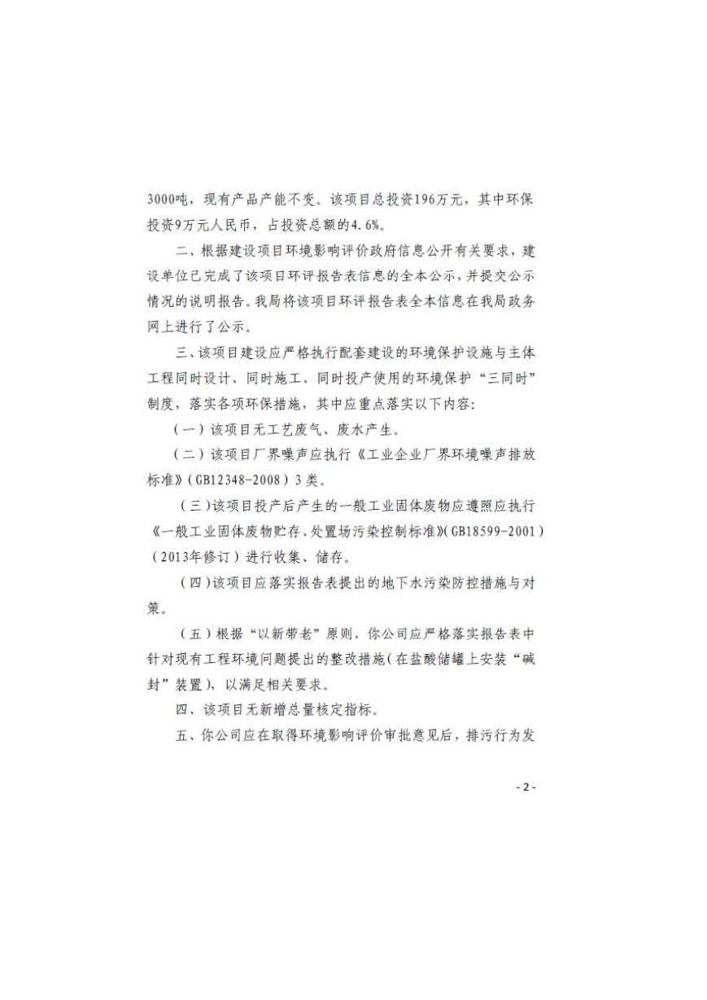 3000吨，现有产品产能不变。该项目总投资196万元，其中环保
投资9万元人民币，占投资总额的4.6%。
二、根据建设项目环境影响评价政府信息公开有关要求，建
设单位已完成了该项目环评报告表信息的全本公示，并提交公示
情况的说明报告。我局将该项目环评报告表全本信息在我局政务
网上进行了公示。
三、该项目建设应严格执行配套建设的环境保护设施与主体
工程同时设计、同时施工、同时投产使用的环境保护“三同时”
制度，落实各项环保措施，其中应重点落实以下内容：
（一）该项目无工艺废气、废水产生。
（二）该项目厂界噪声应执行《工业企业厂界环境噪声排放
标准》（GB12348-2008）3 类。
（三）该项目投产后产生的一般工业固体废物应遵照应执行
《一般工业固体废物贮存、处置场污染控制标准》（GB18599-2001）
（2013年修订）进行收集、储存。
（四）该项目应落实报告表提出的地下水污染防控措施与对
策。
（五）根据“以新带老”原则，你公司应严格落实报告表中
针对现有工程环境问题提出的整改措施（在盐酸储罐上安装“碱
封”装置），以满足相关要求。
四、该项目无新增总量核定指标。
五、你公司应在取得环境影响评价审批意见后，排污行为发
- 2 -